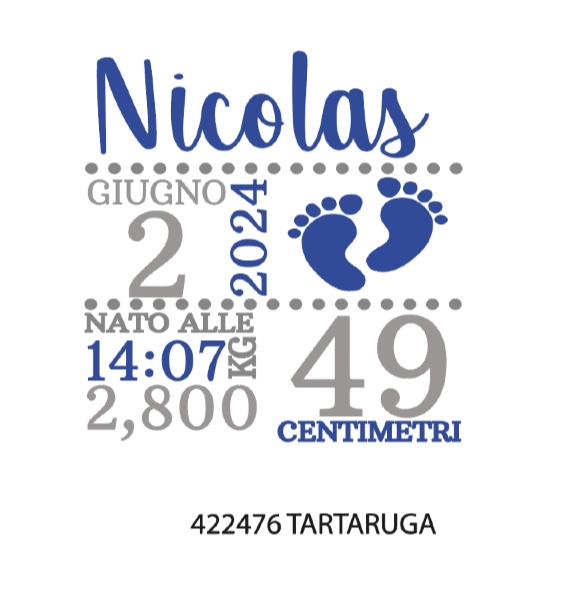 Nicolas
GIUGNO
2
2024
NATO ALLE
14:07
KG
2,800
49
CENTIMETRI
422476 TARTARUGA